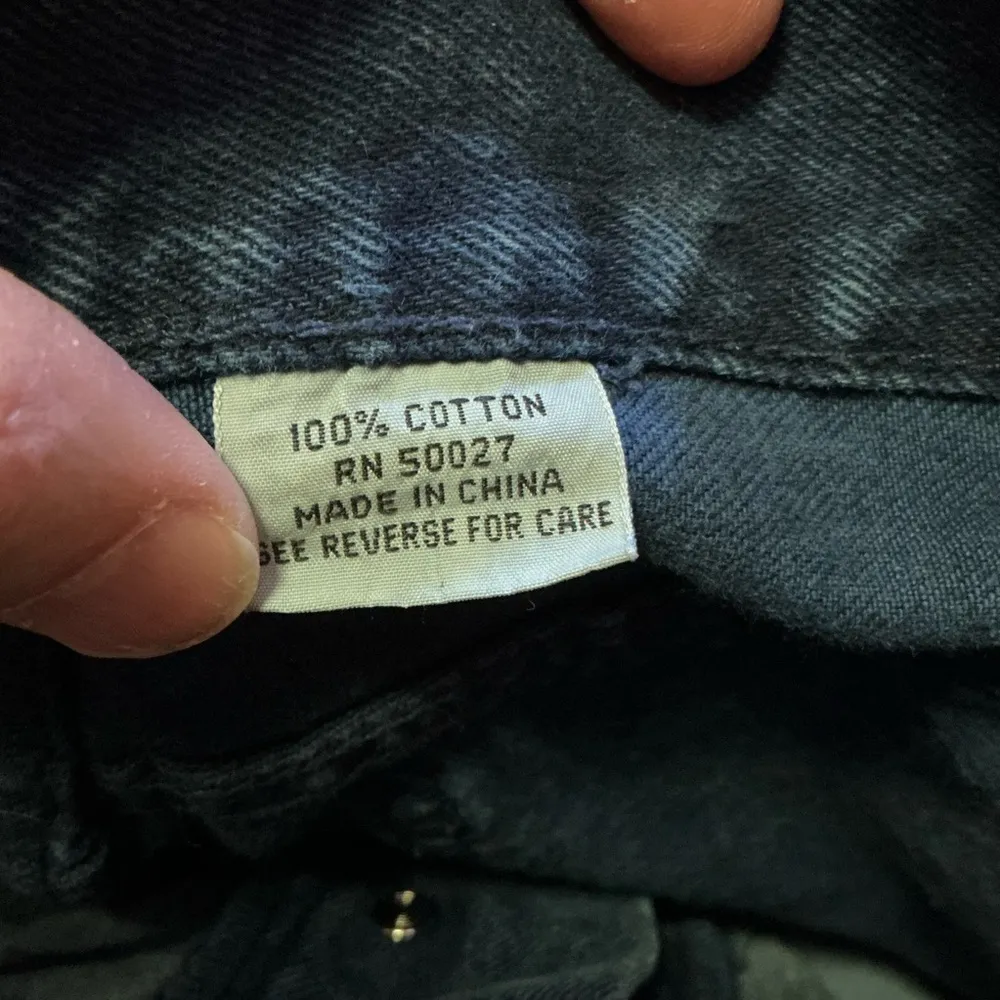 100% COTTON
RN 50027
MADE IN CHINA
SEE REVERSE FOR CARE